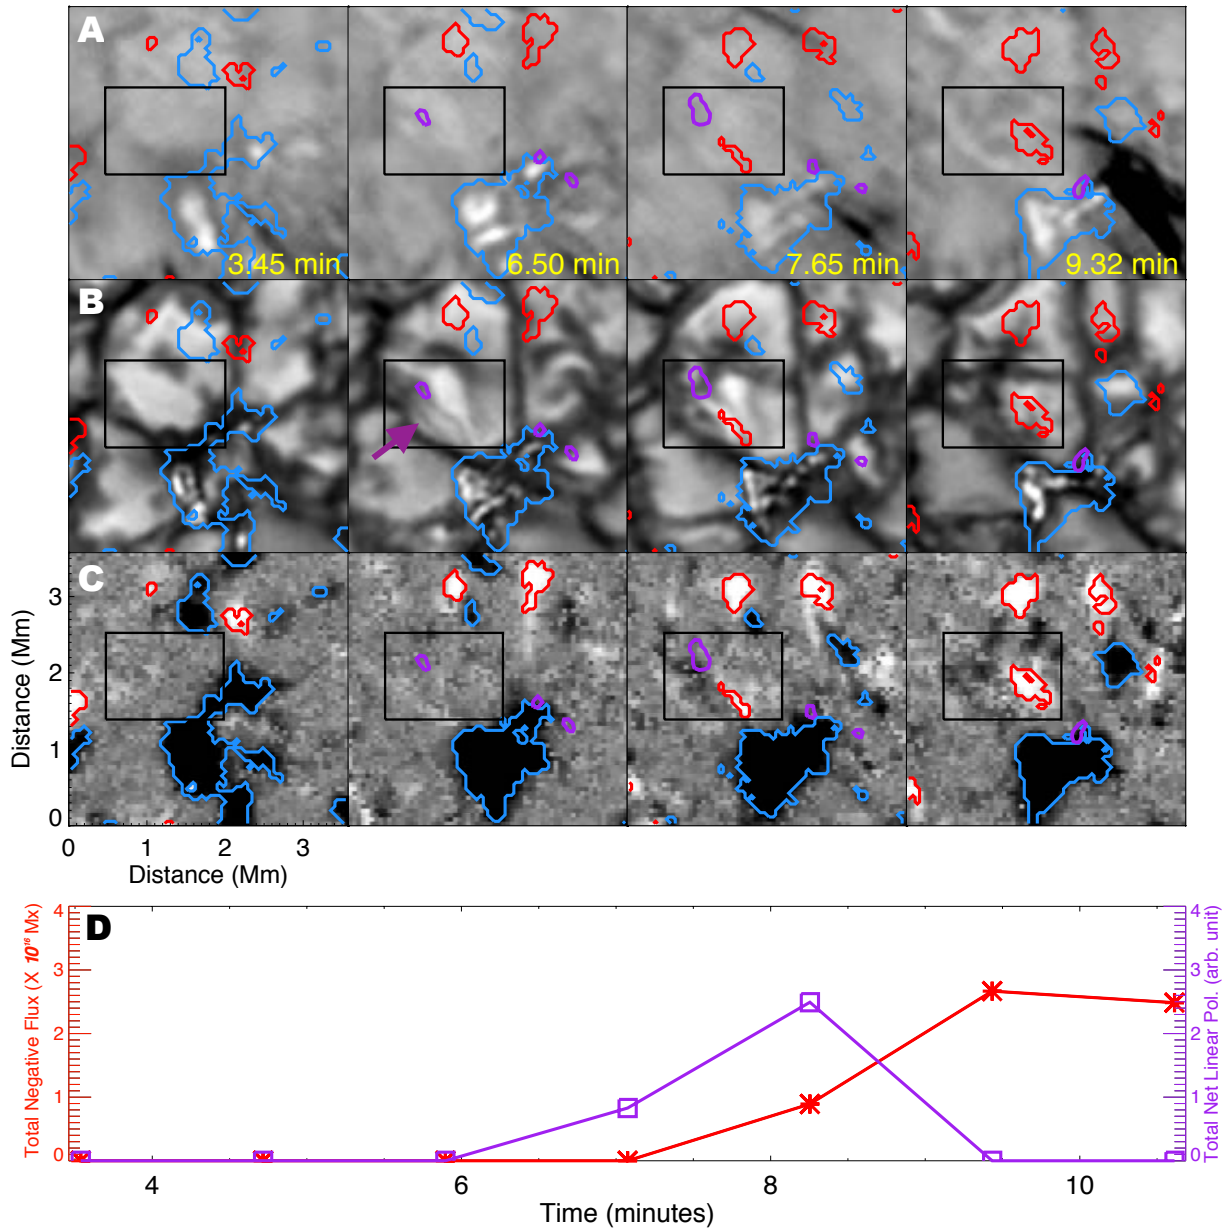 A
3.45 min
6.50 min
7.65 min
9.32 min
B
C
3
2
1
0
Distance (Mm)
0
1
2
3
Distance (Mm)
D
4
3
2
1
0
Total Negative Flux (X 10¹⁶ Mx)
4
3
2
1
0
Total Net Linear Pol. (arb. unit)
4
6
8
10
Time (minutes)